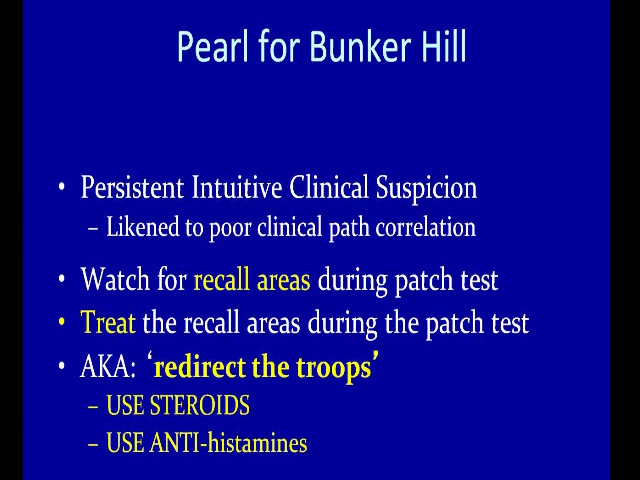 Pearl for Bunker Hill
• Persistent Intuitive Clinical Suspicion
– Likened to poor clinical path correlation
• Watch for recall areas during patch test
• Treat the recall areas during the patch test
• AKA: ‘redirect the troops’
– USE STEROIDS
– USE ANTI-histamines